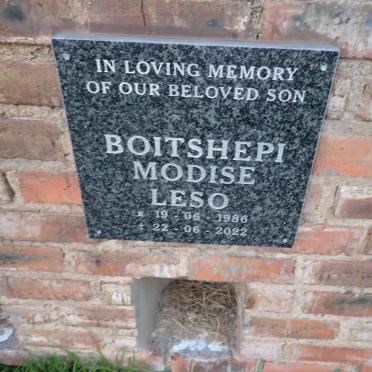 IN LOVING MEMORY
OF OUR BELOVED SON
BOITSHEPI
MODISE
LESO
* 19 - 06 - 1986
† 22 - 06 - 2022